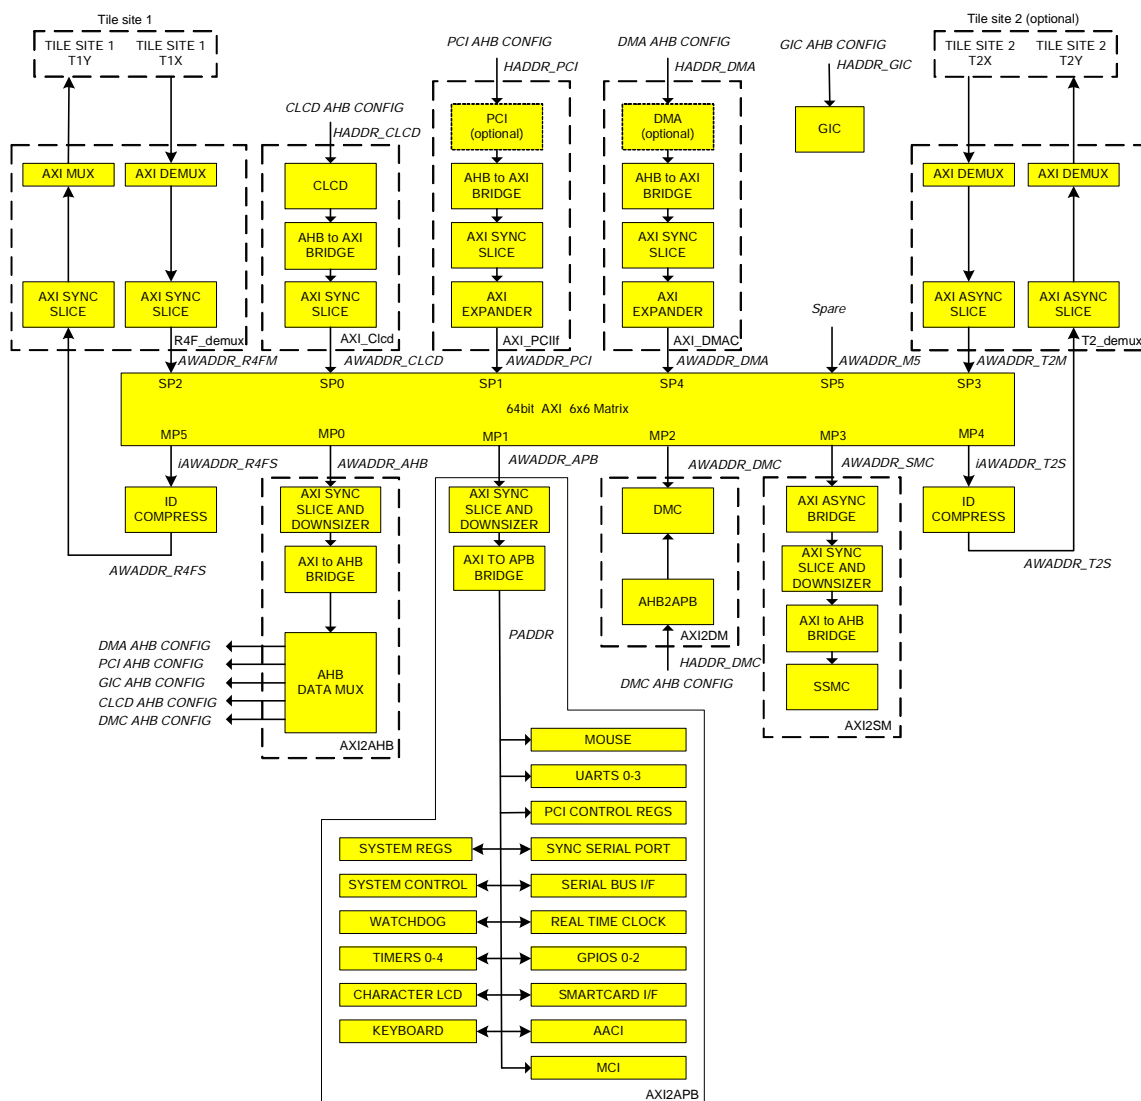 Tile site 1
Tile site 2 (optional)
TILE SITE 1
T1Y
TILE SITE 1
T1X
PCI AHB CONFIG
HADDR_PCI
DMA AHB CONFIG
HADDR_DMA
GIC AHB CONFIG
HADDR_GIC
TILE SITE 2
T2X
TILE SITE 2
T2Y
CLCD AHB CONFIG
HADDR_CLCD
PCI
(optional)
DMA
(optional)
GIC
AXI MUX
AXI DEMUX
CLCD
AHB to AXI
BRIDGE
AHB to AXI
BRIDGE
AXI DEMUX
AXI DEMUX
AHB to AXI
BRIDGE
AXI SYNC
SLICE
AXI SYNC
SLICE
AXI SYNC
SLICE
AXI SYNC
SLICE
AXI SYNC
SLICE
AXI
EXPANDER
AXI
EXPANDER
Spare
AXI ASYNC
SLICE
AXI ASYNC
SLICE
R4F_demux
AXI_Clcd
AXI_PCIIf
AXI_DMAC
T2_demux
AWADDR_R4FM
AWADDR_CLCD
AWADDR_PCI
AWADDR_DMA
AWADDR_M5
AWADDR_T2M
SP2
SP0
SP1
SP4
SP5
SP3
64bit AXI 6x6 Matrix
MP5
MP0
MP1
MP2
MP3
MP4
iAWADDR_R4FS
AWADDR_AHB
AWADDR_APB
AWADDR_DMC
AWADDR_SMC
iAWADDR_T2S
ID
COMPRESS
AXI SYNC
SLICE AND
DOWNSIZER
AXI SYNC
SLICE AND
DOWNSIZER
DMC
AXI ASYNC
BRIDGE
ID
COMPRESS
AWADDR_R4FS
AXI to AHB
BRIDGE
AXI TO APB
BRIDGE
AXI SYNC
SLICE AND
DOWNSIZER
AWADDR_T2S
AHB2APB
AXI to AHB
BRIDGE
PADDR
AXI2DM
HADDR_DMC
DMC AHB CONFIG
SSMC
AXI2SM
DMA AHB CONFIG
PCI AHB CONFIG
GIC AHB CONFIG
CLCD AHB CONFIG
DMC AHB CONFIG
AHB
DATA MUX
AXI2AHB
MOUSE
UARTS 0-3
PCI CONTROL REGS
SYSTEM REGS
SYNC SERIAL PORT
SYSTEM CONTROL
SERIAL BUS I/F
WATCHDOG
REAL TIME CLOCK
TIMERS 0-4
GPIOS 0-2
CHARACTER LCD
SMARTCARD I/F
KEYBOARD
AACI
MCI
AXI2APB